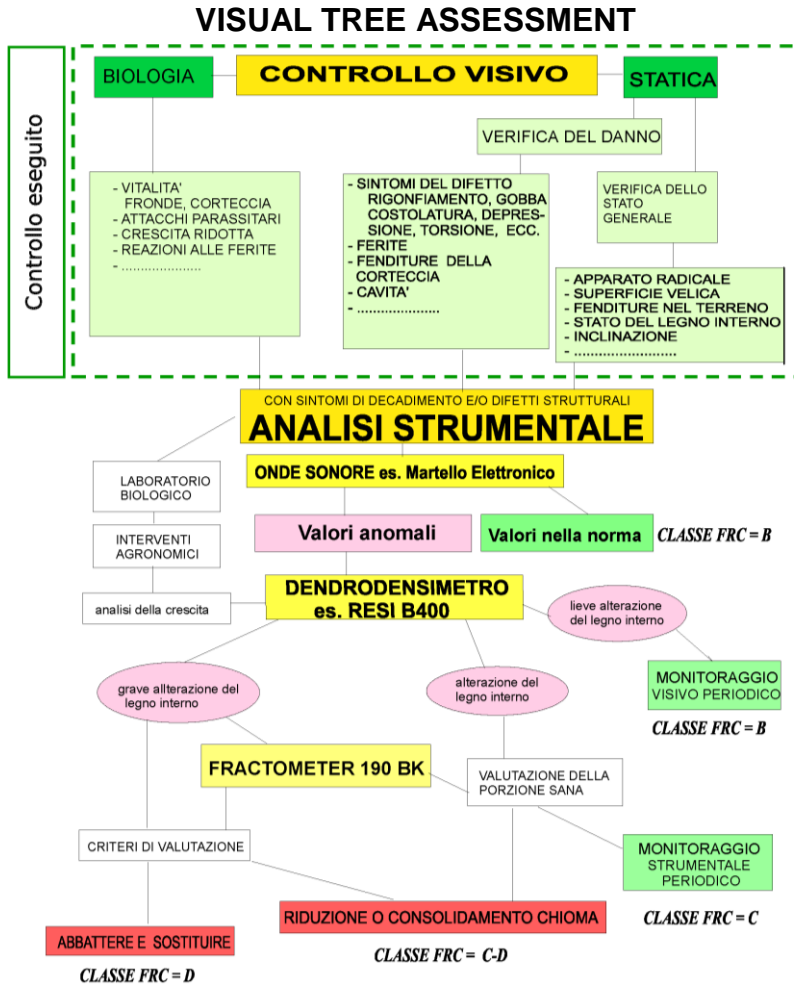 VISUAL TREE ASSESSMENT
Controllo eseguito
BIOLOGIA
CONTROLLO VISIVO
STATICA
VERIFICA DEL DANNO
- VITALITA'
FRONDE, CORTECCIA
- ATTACCHI PARASSITARI
- CRESCITA RIDOTTA
- REAZIONI ALLE FERITE
- .....................
- SINTOMI DEL DIFETTO
RIGONFIAMENTO, GOBBA
COSTOLATURA, DEPRES-
SIONE, TORSIONE, ECC.
- FERITE
- FENDITURE DELLA
CORTECCIA
- CAVITA'
- .....................
VERIFICA DELLO
STATO
GENERALE
- APPARATO RADICALE
- SUPERFICIE VELICA
- FENDITURE NEL TERRENO
- STATO DEL LEGNO INTERNO
- INCLINAZIONE
- ..........................
CON SINTOMI DI DECADIMENTO E/O DIFETTI STRUTTURALI
ANALISI STRUMENTALE
LABORATORIO
BIOLOGICO
ONDE SONORE es. Martello Elettronico
INTERVENTI
AGRONOMICI
Valori anomali
Valori nella norma
CLASSE FRC = B
analisi della crescita
DENDRODENSIMETRO
es. RESI B400
lieve alterazione
del legno interno
grave allterazione del
legno interno
alterazione del
legno interno
MONITORAGGIO
VISIVO PERIODICO
CLASSE FRC = B
FRACTOMETER 190 BK
VALUTAZIONE DELLA
PORZIONE SANA
CRITERI DI VALUTAZIONE
MONITORAGGIO
STRUMENTALE
PERIODICO
CLASSE FRC = C
ABBATTERE E SOSTITUIRE
CLASSE FRC = D
RIDUZIONE O CONSOLIDAMENTO CHIOMA
CLASSE FRC = C-D